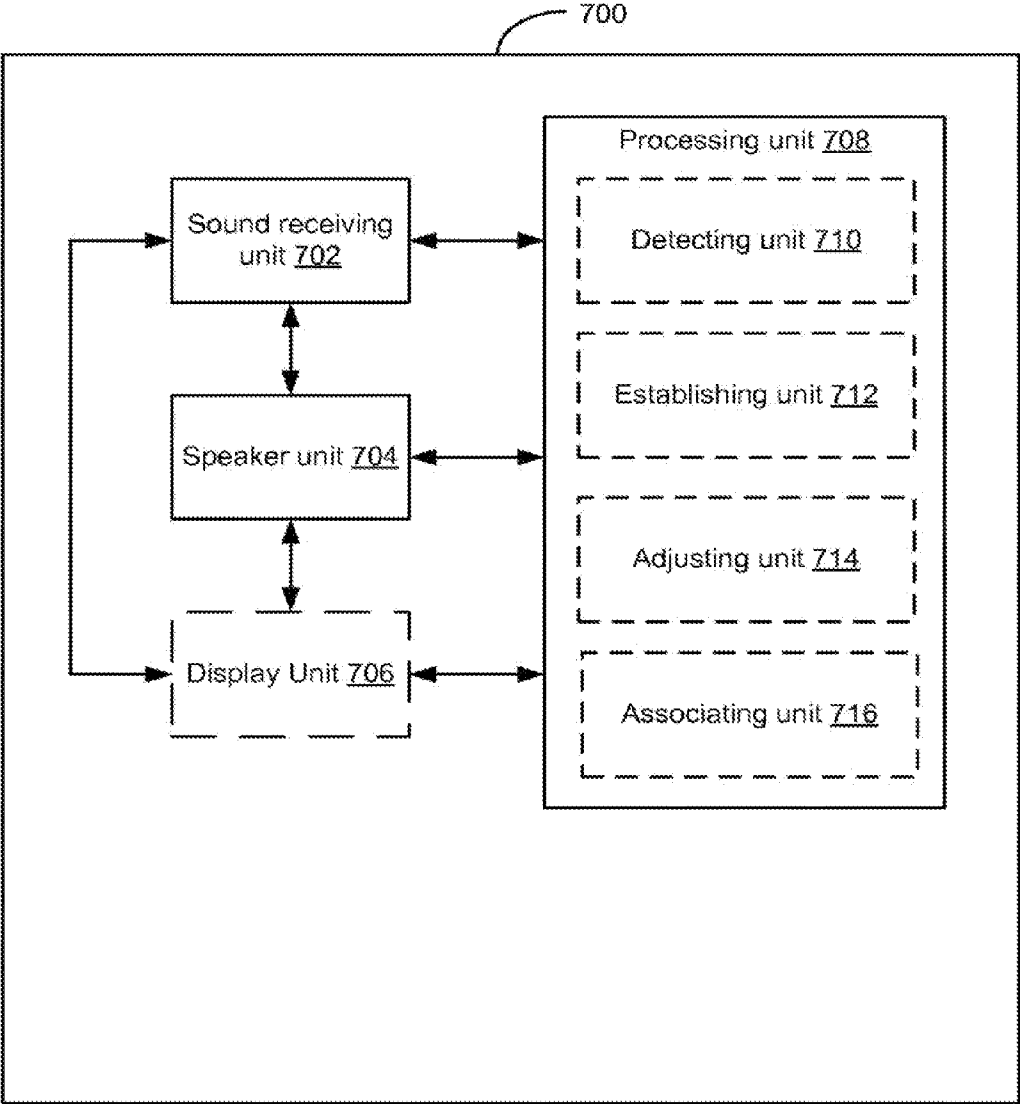 700
Processing unit 708
Sound receiving
unit 702
Detecting unit 710
Establishing unit 712
Speaker unit 704
Adjusting unit 714
Display Unit 706
Associating unit 716